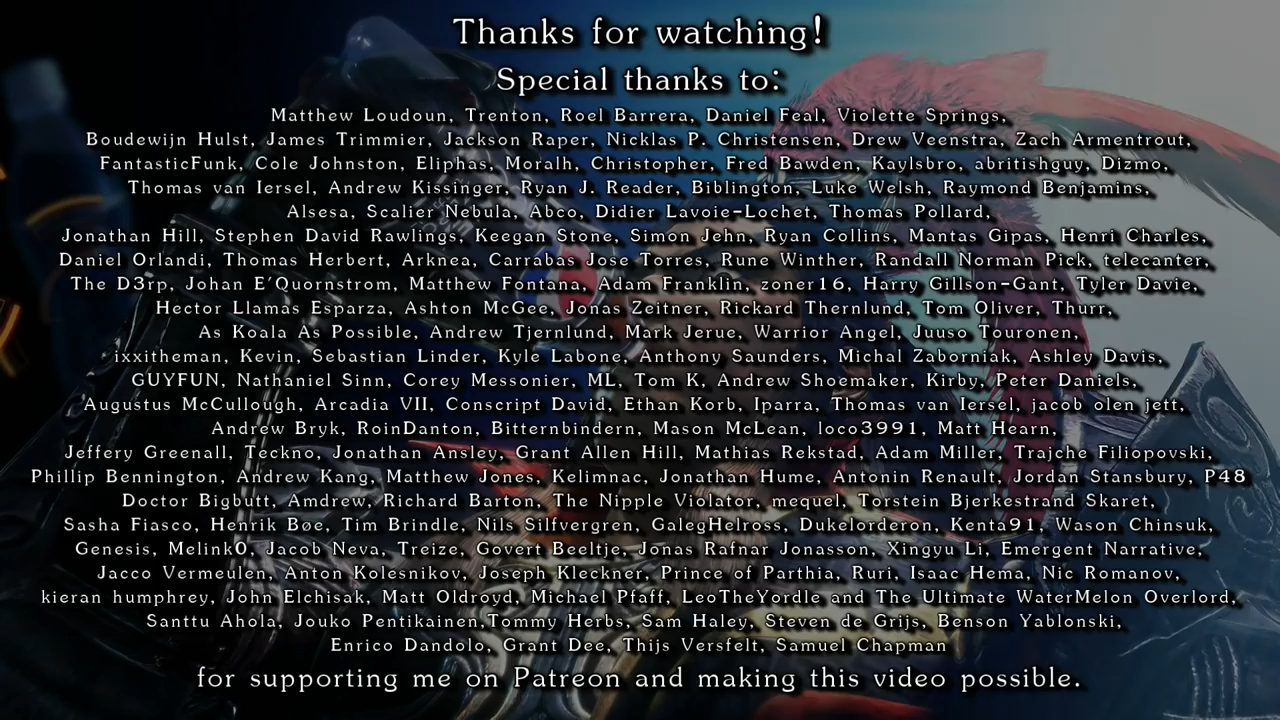 Thanks for watching!
Special thanks to:
Matthew Loudoun, Trenton, Roel Barrera, Daniel Feal, Violette Springs,
Boudewijn Hulst, James Trimmier, Jackson Raper, Nicklas P. Christensen, Drew Veenstra, Zach Armentrout,
FantasticFunk, Cole Johnston, Eliphas, Moralh, Christopher, Fred Bawden, Kaylsbro, abritishguy, Dizmo,
Thomas van Iersel, Andrew Kissinger, Ryan J. Reader, Biblington, Luke Welsh, Raymond Benjamins,
Alsesa, Scalier Nebula, Abco, Didier Lavoie-Lochet, Thomas Pollard,
Jonathan Hill, Stephen David Rawlings, Keegan Stone, Simon Jehn, Ryan Collins, Mantas Gipas, Henri Charles,
Daniel Orlandi, Thomas Herbert, Arknea, Carrabas Jose Torres, Rune Winther, Randall Norman Pick, telecanter,
The D3rp, Johan E'Quornstrom, Matthew Fontana, Adam Franklin, zoner16, Harry Gillson-Gant, Tyler Davie,
Hector Llamas Esparza, Ashton McGee, Jonas Zeitner, Rickard Thernlund, Tom Oliver, Thurr,
As Koala As Possible, Andrew Tjernlund, Mark Jerue, Warrior Angel, Juuso Touronen,
ixxitheman, Kevin, Sebastian Linder, Kyle Labone, Anthony Saunders, Michal Zaborniak, Ashley Davis,
GUYFUN, Nathaniel Sinn, Corey Messonier, ML, Tom K, Andrew Shoemaker, Kirby, Peter Daniels,
Augustus McCullough, Arcadia VII, Conscript David, Ethan Korb, Iparra, Thomas van Iersel, jacob olen jett,
Andrew Bryk, RoinDanton, Bitternbindern, Mason McLean, loco3991, Matt Hearn,
Jeffery Greenall, Teckno, Jonathan Ansley, Grant Allen Hill, Mathias Rekstad, Adam Miller, Trajche Filiopovski,
Phillip Bennington, Andrew Kang, Matthew Jones, Kelimnac, Jonathan Hume, Antonin Renault, Jordan Stansbury, P48
Doctor Bigbutt, Amdrew, Richard Barton, The Nipple Violator, mequel, Torstein Bjerkestrand Skaret,
Sasha Fiasco, Henrik Bøe, Tim Brindle, Nils Silfvergren, GalegHelross, Dukelorderon, Kenta91, Wason Chinsuk,
Genesis, Melink0, Jacob Neva, Treize, Govert Beeltje, Jonas Rafnar Jonasson, Xingyu Li, Emergent Narrative,
Jacco Vermeulen, Anton Kolesnikov, Joseph Kleckner, Prince of Parthia, Ruri, Isaac Hema, Nic Romanov,
kieran humphrey, John Elchisak, Matt Oldroyd, Michael Pfaff, LeoTheYordle and The Ultimate WaterMelon Overlord,
Santtu Ahola, Jouko Pentikainen,Tommy Herbs, Sam Haley, Steven de Grijs, Benson Yablonski,
Enrico Dandolo, Grant Dee, Thijs Versfelt, Samuel Chapman
for supporting me on Patreon and making this video possible.